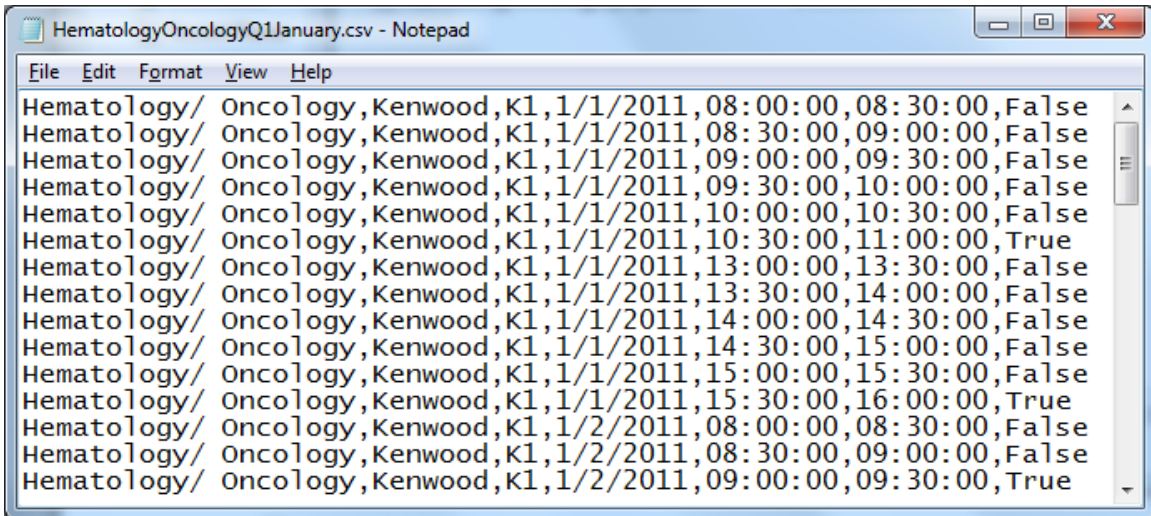 HematologyOncologyQ1January.csv - Notepad
File Edit Format View Help
Hematology/ Oncology,Kenwood,K1,1/1/2011,08:00:00,08:30:00,False
Hematology/ Oncology,Kenwood,K1,1/1/2011,08:30:00,09:00:00,False
Hematology/ Oncology,Kenwood,K1,1/1/2011,09:00:00,09:30:00,False
Hematology/ Oncology,Kenwood,K1,1/1/2011,09:30:00,10:00:00,False
Hematology/ Oncology,Kenwood,K1,1/1/2011,10:00:00,10:30:00,False
Hematology/ Oncology,Kenwood,K1,1/1/2011,10:30:00,11:00:00,True
Hematology/ Oncology,Kenwood,K1,1/1/2011,13:00:00,13:30:00,False
Hematology/ Oncology,Kenwood,K1,1/1/2011,13:30:00,14:00:00,False
Hematology/ Oncology,Kenwood,K1,1/1/2011,14:00:00,14:30:00,False
Hematology/ Oncology,Kenwood,K1,1/1/2011,14:30:00,15:00:00,False
Hematology/ Oncology,Kenwood,K1,1/1/2011,15:00:00,15:30:00,False
Hematology/ Oncology,Kenwood,K1,1/1/2011,15:30:00,16:00:00,True
Hematology/ Oncology,Kenwood,K1,1/2/2011,08:00:00,08:30:00,False
Hematology/ Oncology,Kenwood,K1,1/2/2011,08:30:00,09:00:00,False
Hematology/ Oncology,Kenwood,K1,1/2/2011,09:00:00,09:30:00,True